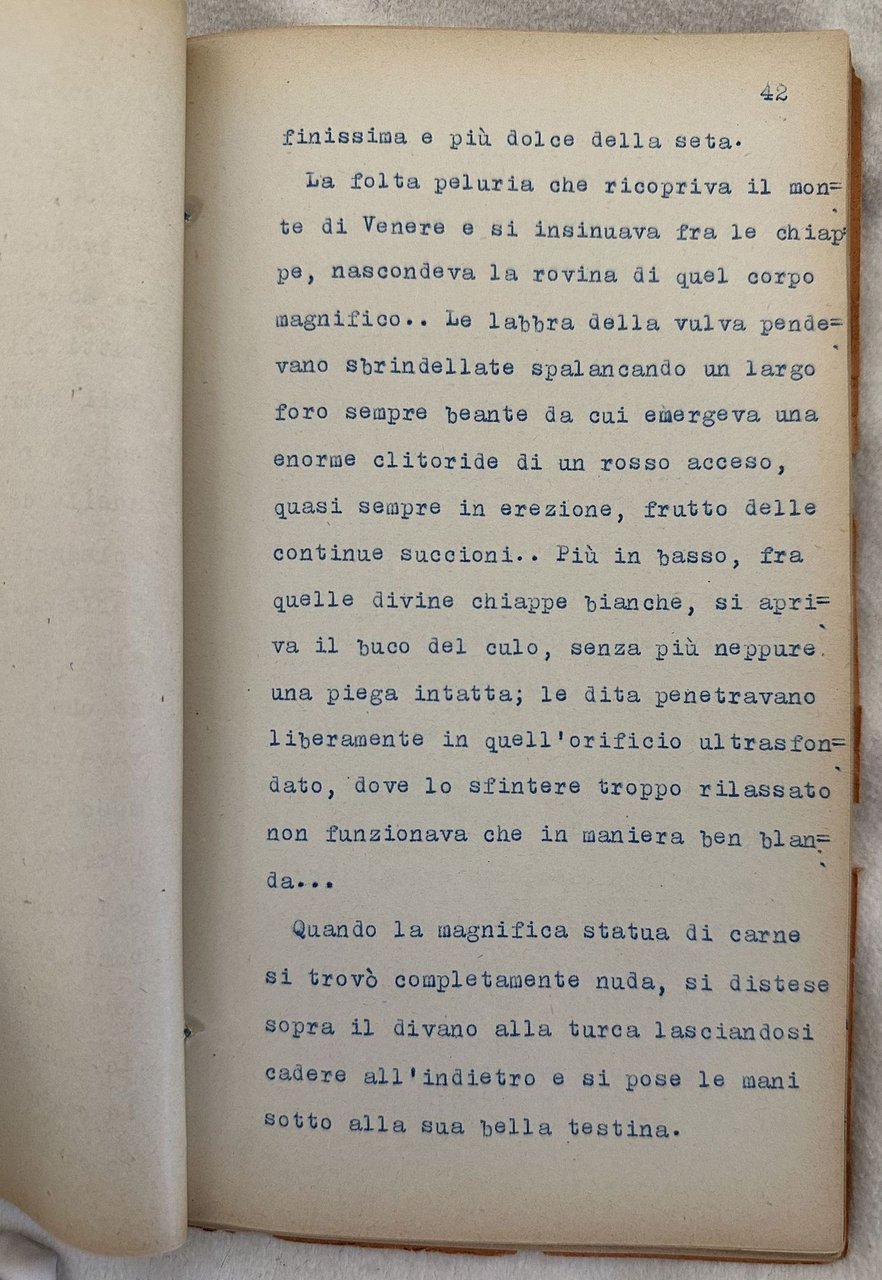 42
finissima e più dolce della seta.
La folta peluria che ricopriva il mon=
te di Venere e si insinuava fra le chiap
pe, nascondeva la rovina di quel corpo
magnifico.. Le labbra della vulva pende=
vano sbrindellate spalancando un largo
foro sempre beante da cui emergeva una
enorme clitoride di un rosso acceso,
quasi sempre in erezione, frutto delle
continue succioni.. Più in basso, fra
quelle divine chiappe bianche, si apri=
va il buco del culo, senza più neppure
una piega intatta; le dita penetravano
liberamente in quell'orificio ultrasfon=
dato, dove lo sfintere troppo rilassato
non funzionava che in maniera ben blan=
da...
Quando la magnifica statua di carne
si trovò completamente nuda, si distese
sopra il divano alla turca lasciandosi
cadere all'indietro e si pose le mani
sotto alla sua bella testina.